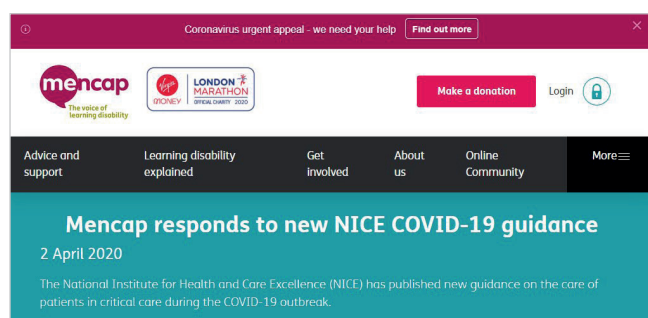 Coronavirus urgent appeal - we need your help Find out more
mencap
The voice of
learning disability
Virgin
MONEY
LONDON
MARATHON
OFFICIAL CHARITY 2020
Make a donation
Login
Advice and
support
Learning disability
explained
Get
involved
About
us
Online
Community
More
Mencap responds to new NICE COVID-19 guidance
2 April 2020
The National Institute for Health and Care Excellence (NICE) has published new guidance on the care of
patients in critical care during the COVID-19 outbreak.